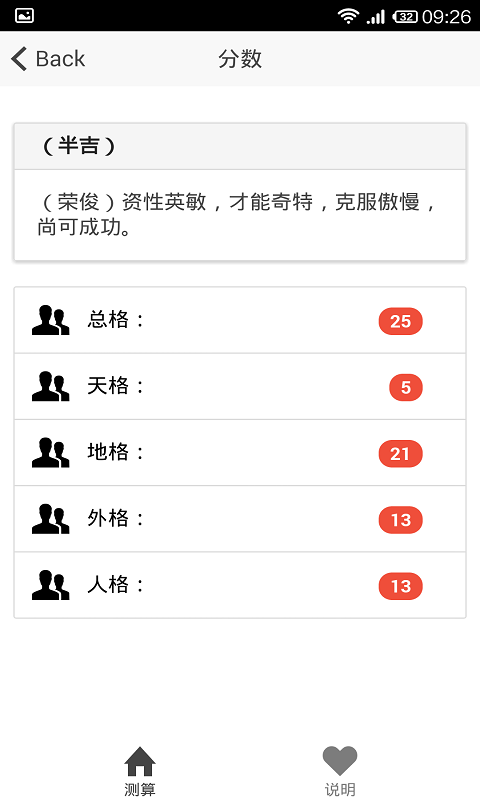 32 09:26
Back 分数
（半吉）
（荣俊）资性英敏，才能奇特，克服傲慢，
尚可成功。
总格： 25
天格： 5
地格： 21
外格： 13
人格： 13
测算 说明